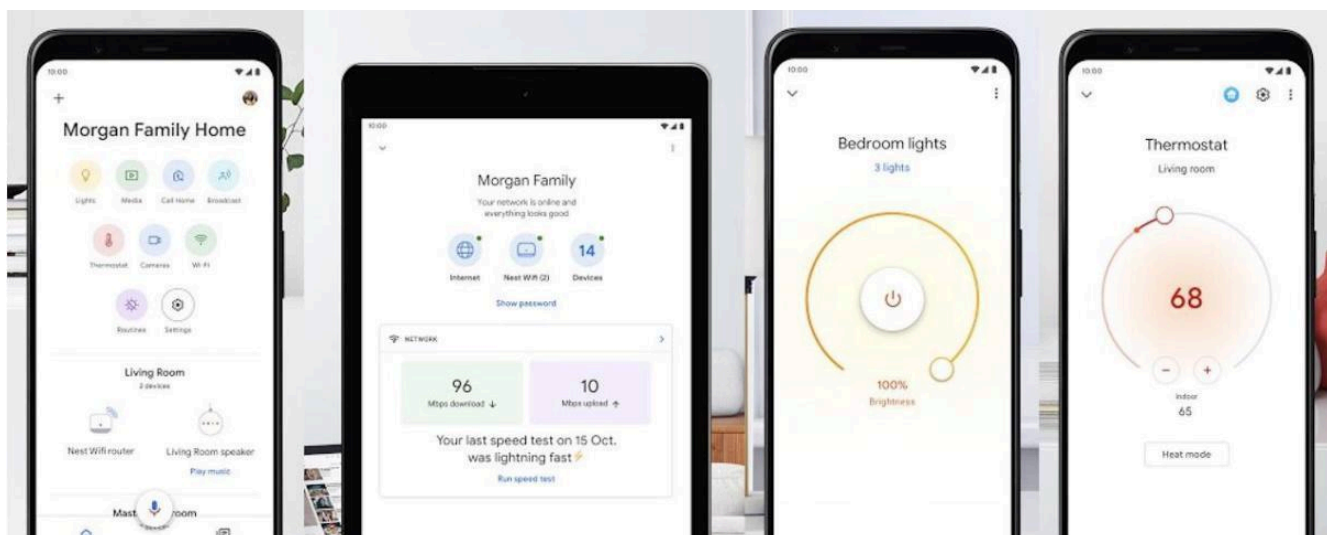 10:00
Morgan Family Home
Lights Media Call Home Broadcast
Thermostat Cameras Wi-Fi
Routines Settings
Living Room
2 devices
Nest Wifi router Living Room speaker
Play music
10:00
Morgan Family
Your network is online and
everything looks good
14
Internet Nest Wifi (2) Devices
Show password
NETWORK
96 10
Mbps download ↓ Mbps upload ↑
Your last speed test on 15 Oct.
was lightning fast⚡
Run speed test
10:00
Bedroom lights
3 lights
100%
Brightness
10:00
Thermostat
Living room
68
− +
Indoor
65
Heat mode